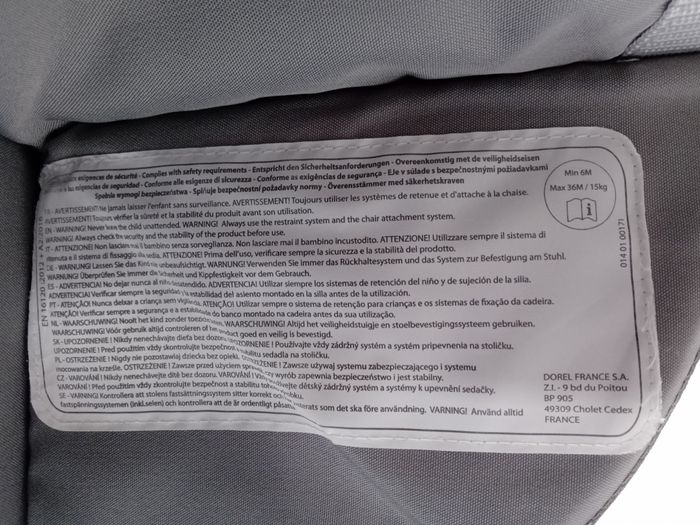 exigences de sécurité - Complies with safety requirements - Entspricht den Sicherheitsanforderungen - Overeenkomstig met de veiligheidseisen
las exigencias de seguridad - Conforme alle esigenze di sicurezza - Conforme as exigências de segurança - Εἰς σύλαδε s bezpečnostními požiadavkami
Spełnia wymogi bezpieczeństwa - Splňuje bezpečnostní požadavky normy - Överensstämmer med säkerhetskraven
FR - AVERTISSEMENT! Ne jamais laisser l'enfant sans surveillance. AVERTISSEMENT! Toujours utiliser les systèmes de retenue et d'attache à la chaise.
AVERTISSEMENT! Toujours vérifier la sûreté et la stabilité du produit avant son utilisation.
EN - WARNING! Never leave the child unattended. WARNING! Always use the restraint system and the chair attachment system.
WARNING! Always check the security and the stability of the product before use.
IT - ATTENZIONE! Non lasciare mai il bambino senza sorveglianza. Non lasciare mai il bambino incustodito. ATTENZIONE! Utilizzare sempre il sistema di
ritenuta e il sistema di fissaggio alla sedia. ATTENZIONE! Prima dell'uso, verificare sempre la sicurezza e la stabilità del prodotto.
DE - WARNUNG! Lassen Sie das Kind nie unbeaufsichtigt. WARNUNG! Verwenden Sie immer das Rückhaltesystem und das System zur Befestigung am Stuhl.
WARNUNG! Überprüfen Sie immer die Sicherheit und Kippfestigkeit vor dem Gebrauch.
ES - ADVERTENCIA! No dejar nunca al niño desatendido. ADVERTENCIA! Utilizar siempre los sistemas de retención del niño y de sujeción de la silla.
ADVERTENCIA! Verificar siempre la seguridad y la estabilidad del asiento montado en la silla antes de la utilización.
PT - ATENÇÃO! Nunca deixar a criança sem vigilância. ATENÇÃO! Utilizar sempre o sistema de retenção para crianças e os sistemas de fixação da cadeira.
ATENÇÃO! Verificar sempre a segurança e a estabilidade do banco montado na cadeira antes da sua utilização.
NL - WAARSCHUWING! Nooit het kind zonder toezicht. WAARSCHUWING! Altijd het veiligheidstuigje en stoelbevestigingssysteem gebruiken.
WAARSCHUWING! Vóór gebruik altijd controleren of het product goed en veilig is bevestigd.
SK - UPOZORNENIE! Nikdy nenechávajte dieťa bez dozoru. UPOZORNENIE! Používajte vždy zádržný systém a systém pripevnenia na stoličku.
UPOZORNENIE! Pred použitím vždy zkontrolujte bezpečnost a stabilitu sedadla na stoličku.
PL - OSTRZEŻENIE! Nigdy nie pozostawiaj dziecka bez opieki. OSTRZEŻENIE! Zawsze używaj systemu zabezpieczającego i systemu
mocowania na krześle. OSTRZEŻENIE! Zawsze przed użyciem sprawdź, czy wyrób zapewnia bezpieczeństwo i jest stabilny.
CZ - VAROVÁNÍ! Nikdy nenechávejte dítě bez dozoru. VAROVÁNÍ! Vždy používejte dětský zádržný systém a systémy k upevnění sedačky.
VAROVÁNÍ! Před použitím vždy zkontrolujte bezpečnost a stabilitu
SE - VARNING! Kontrollera att stolens fastsättningssystem sitter korrekt
fastspänningssystemen (inkl.selen) och kontrollera att de är ordentligt påsatt som det ska före användning. VARNING! Använd alltid
EN 16120:2012 + A2:2016
Min 6M
Max 36M / 15kg
014 01 00171
DOREL FRANCE S.A.
Z.I. - 9 bd du Poitou
BP 905
49309 Cholet Cedex
FRANCE